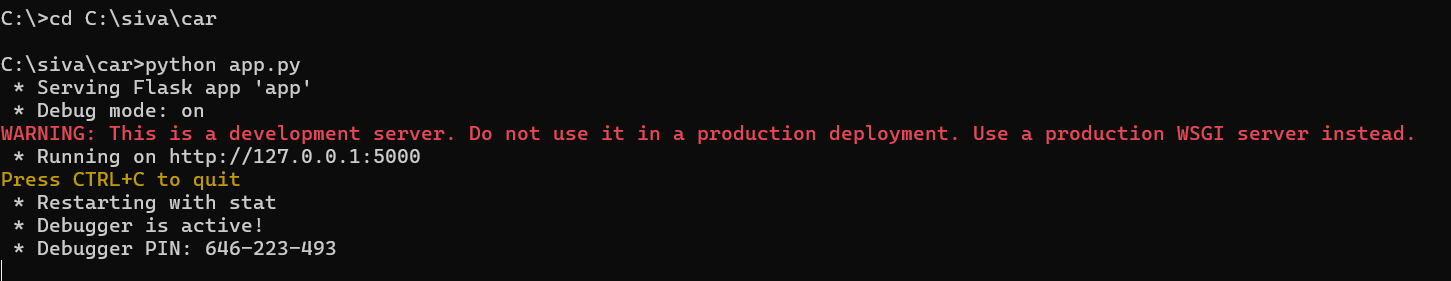 C:\>cd C:\siva\car
C:\siva\car>python app.py
 * Serving Flask app 'app'
 * Debug mode: on
WARNING: This is a development server. Do not use it in a production deployment. Use a production WSGI server instead.
 * Running on http://127.0.0.1:5000
Press CTRL+C to quit
 * Restarting with stat
 * Debugger is active!
 * Debugger PIN: 646-223-493